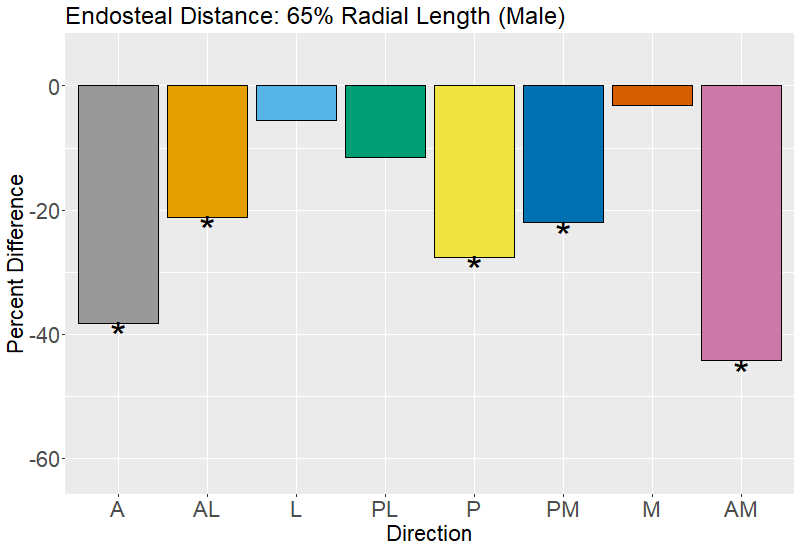 Endosteal Distance: 65% Radial Length (Male)
Percent Difference
0
-20
-40
-60
*
*
*
*
*
A
AL
L
PL
P
PM
M
AM
Direction